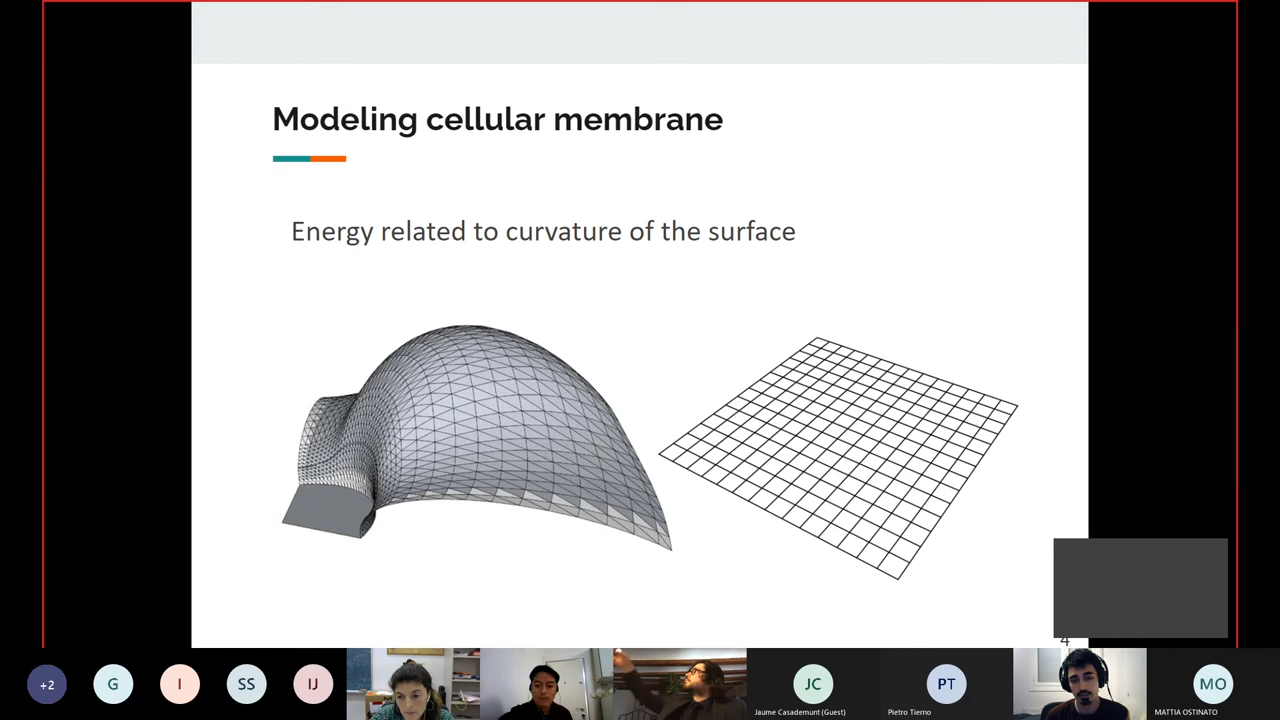 Modeling cellular membrane
Energy related to curvature of the surface
4
+2
G
I
SS
IJ
JC
Jaume Casademunt (Guest)
PT
Pietro Tierno
MO
MATTIA OSTINATO